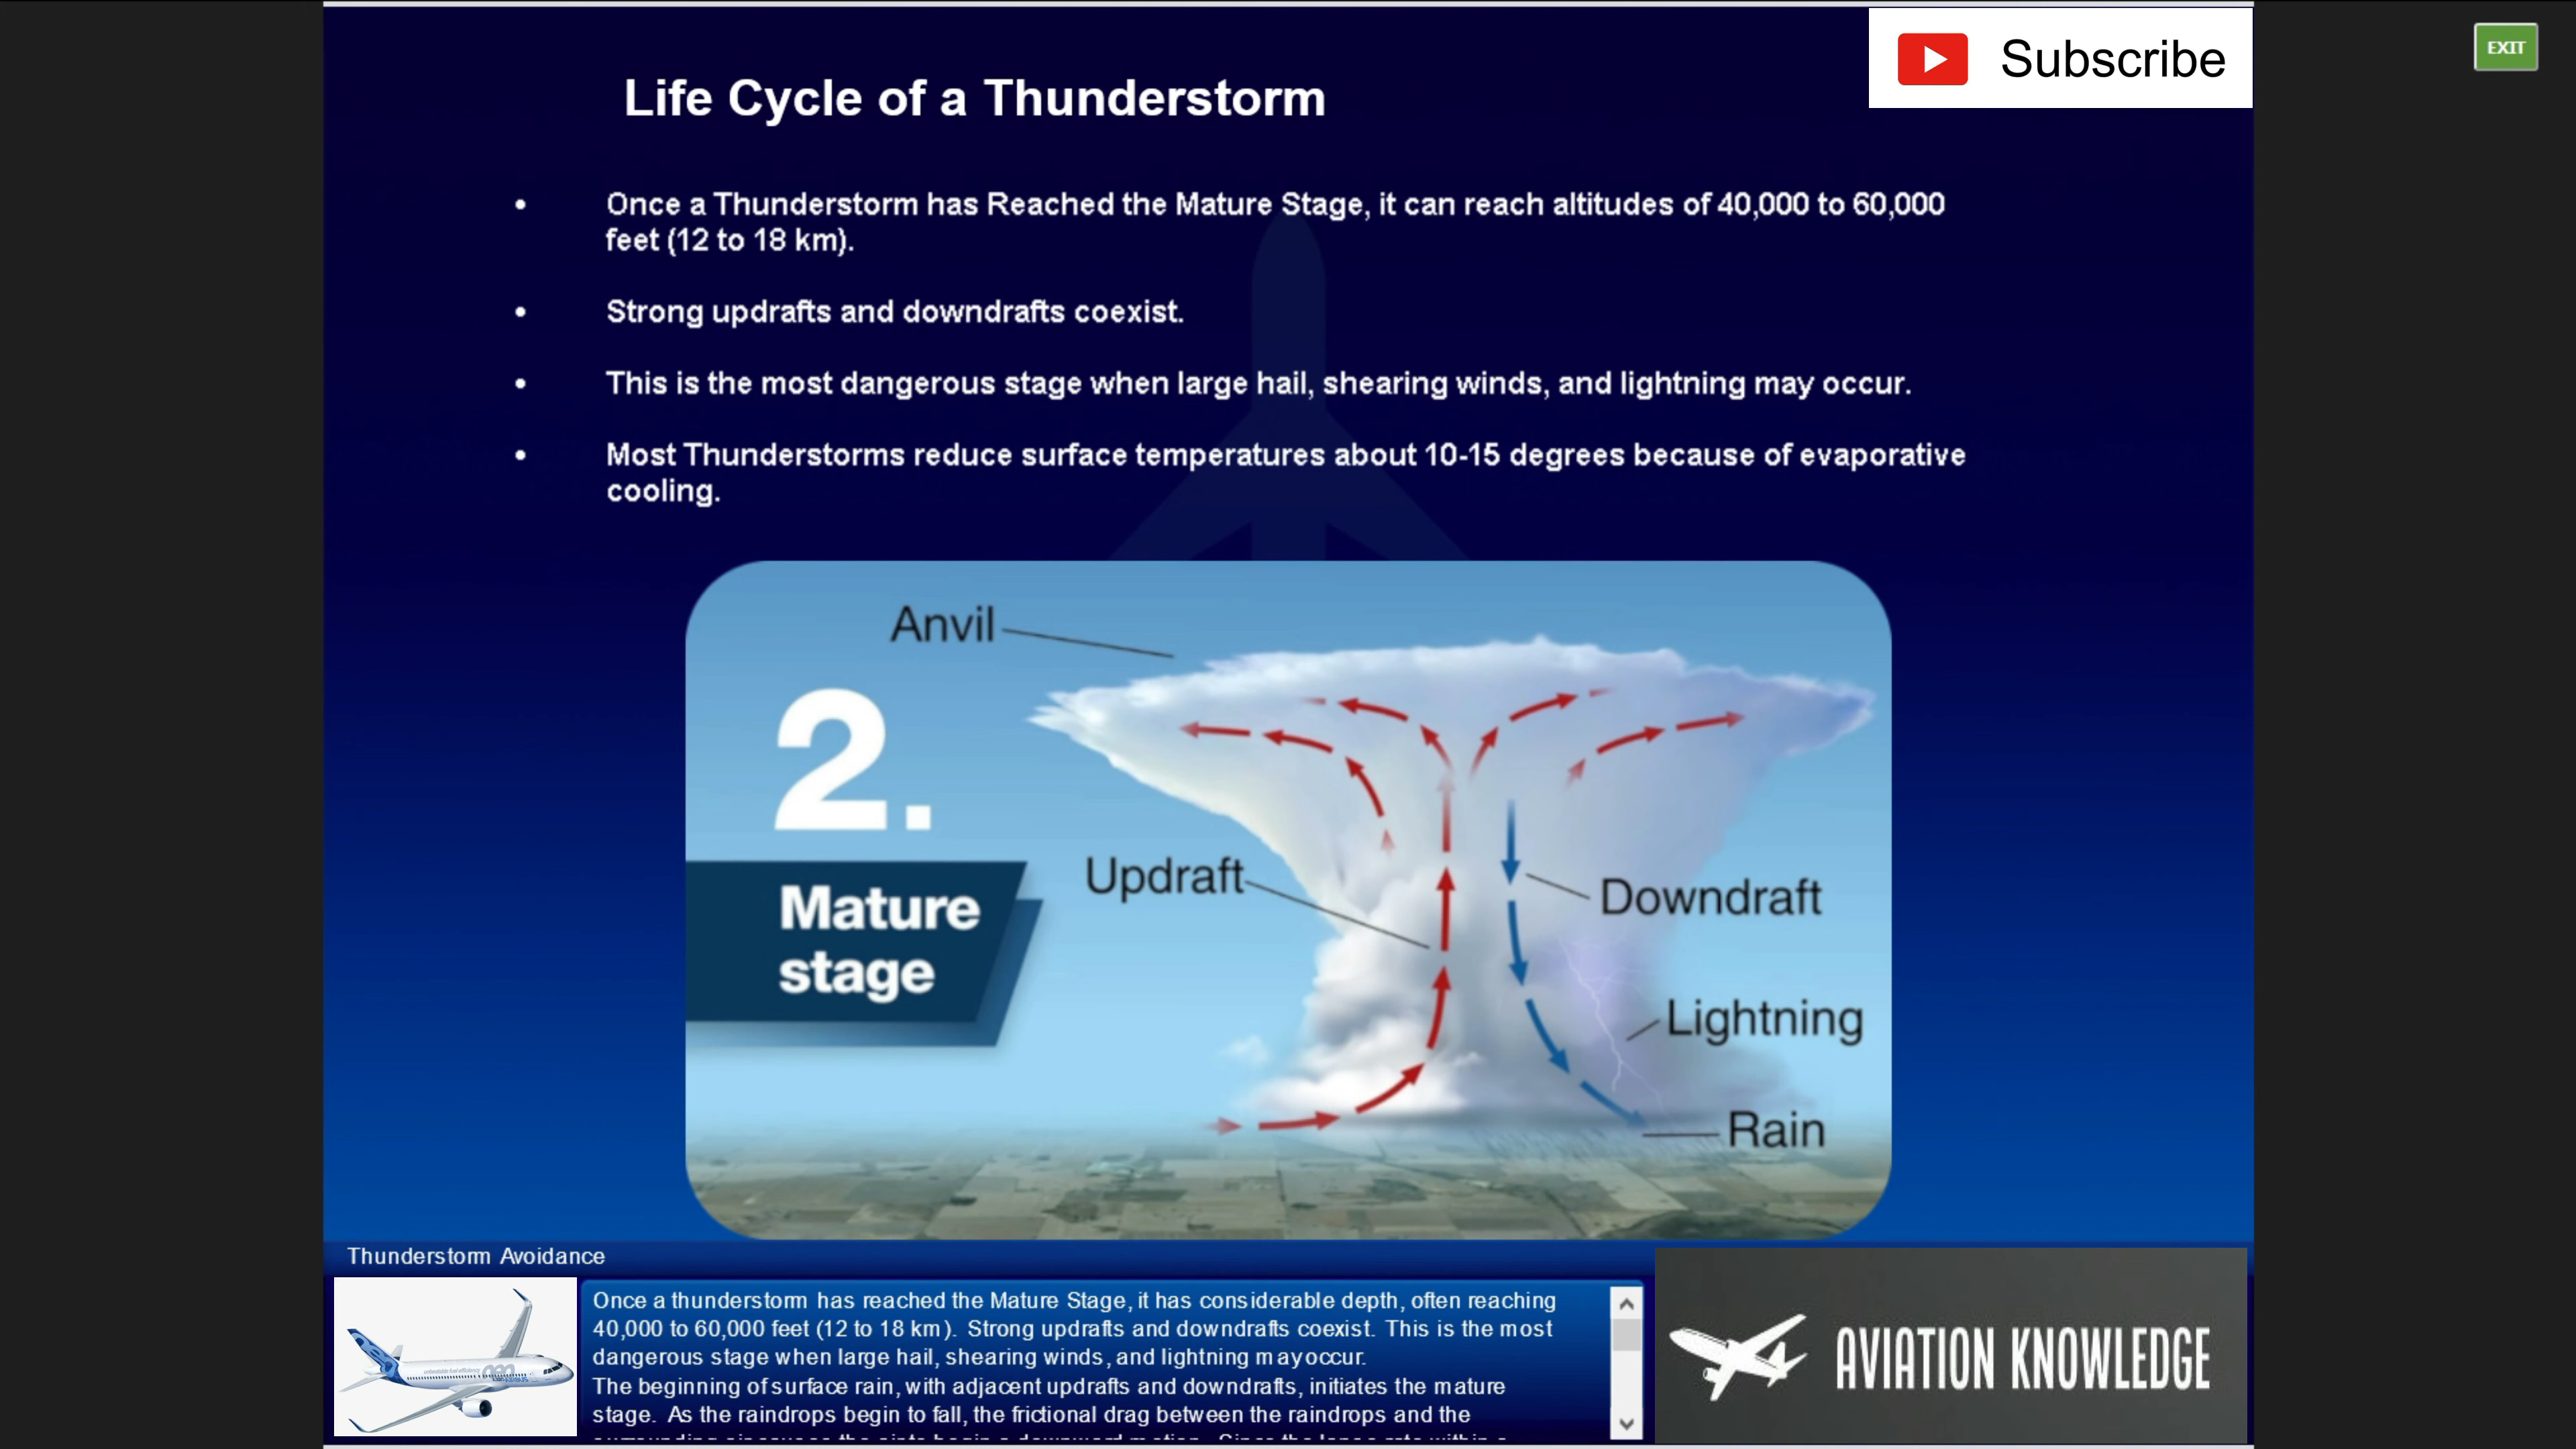 Subscribe
EXIT
Life Cycle of a Thunderstorm
• Once a Thunderstorm has Reached the Mature Stage, it can reach altitudes of 40,000 to 60,000
feet (12 to 18 km).
• Strong updrafts and downdrafts coexist.
• This is the most dangerous stage when large hail, shearing winds, and lightning may occur.
• Most Thunderstorms reduce surface temperatures about 10-15 degrees because of evaporative
cooling.
Anvil
2.
Mature
stage
Updraft
Downdraft
Lightning
Rain
Thunderstorm Avoidance
Once a thunderstorm has reached the Mature Stage, it has considerable depth, often reaching
40,000 to 60,000 feet (12 to 18 km). Strong updrafts and downdrafts coexist. This is the most
dangerous stage when large hail, shearing winds, and lightning may occur.
The beginning of surface rain, with adjacent updrafts and downdrafts, initiates the mature
stage. As the raindrops begin to fall, the frictional drag between the raindrops and the
neo
AVIATION KNOWLEDGE